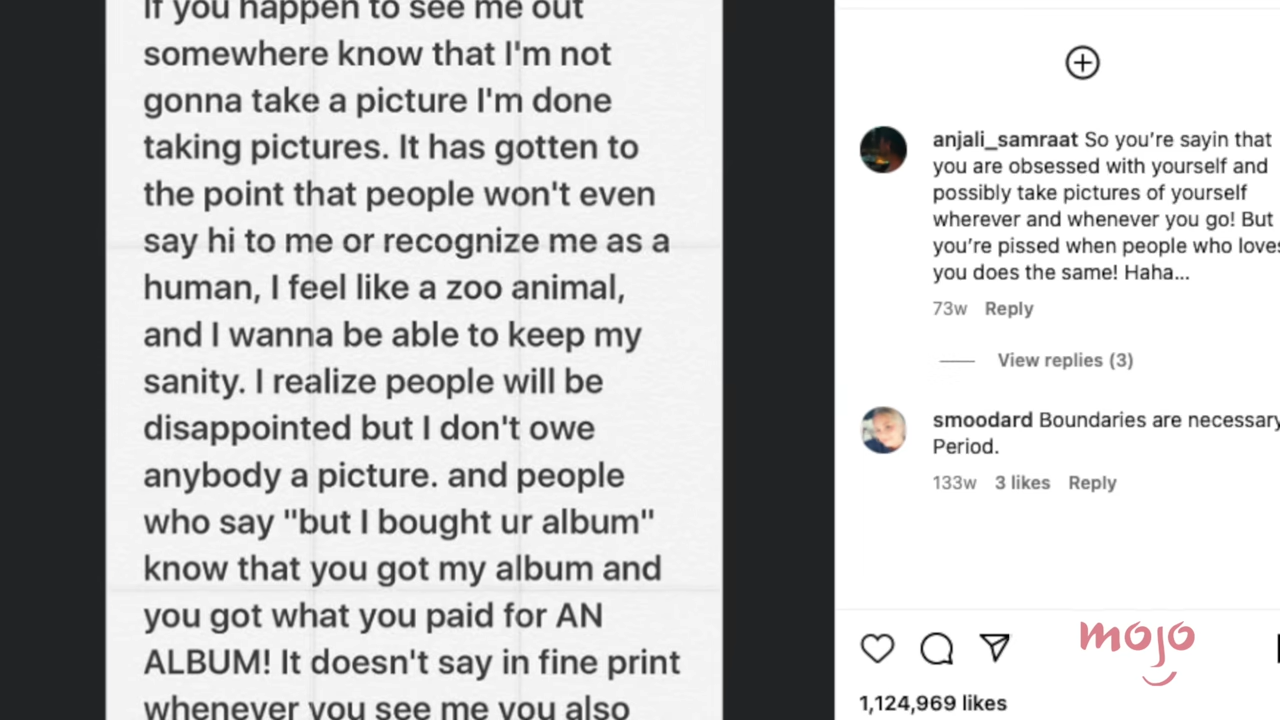 If you happen to see me out
somewhere know that I'm not
gonna take a picture I'm done
taking pictures. It has gotten to
the point that people won't even
say hi to me or recognize me as a
human, I feel like a zoo animal,
and I wanna be able to keep my
sanity. I realize people will be
disappointed but I don't owe
anybody a picture. and people
who say "but I bought ur album"
know that you got my album and
you got what you paid for AN
ALBUM! It doesn't say in fine print
whenever you see me you also
anjali_samraat So you're sayin that
you are obsessed with yourself and
possibly take pictures of yourself
wherever and whenever you go! But
you're pissed when people who loves
you does the same! Haha...
73w Reply
View replies (3)
smoodard Boundaries are necessary
Period.
133w 3 likes Reply
mojo
1,124,969 likes